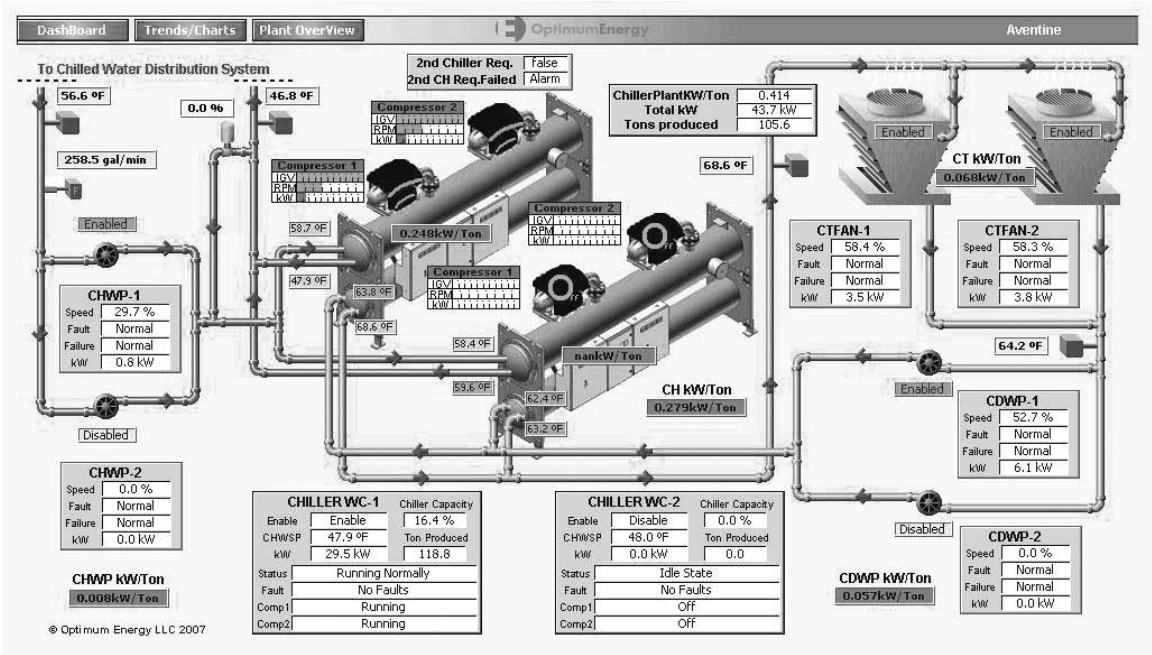 DashBoard
Trends/Charts
Plant OverView
OptimumEnergy
Aventine
To Chilled Water Distribution System
2nd Chiller Req. False
2nd CH Req.Failed Alarm
56.6 ºF
0.0 %
46.8 ºF
258.5 gal/min
F
Compressor 2
IGV
RPM
kW
Compressor 1
IGV
RPM
kW
ChillerPlantKW/Ton 0.414
Total kW 43.7 kW
Tons produced 105.6
68.6 ºF
Enabled
Enabled
CT kW/Ton
0.068kW/Ton
Enabled
58.7 ºF
0.248kW/Ton
47.9 ºF
63.8 ºF
68.6 ºF
Compressor 2
IGV
RPM
kW
Compressor 1
IGV
RPM
kW
OFF
OFF
CTFAN-1
Speed 58.4 %
Fault Normal
Failure Normal
kW 3.5 kW
CTFAN-2
Speed 58.3 %
Fault Normal
Failure Normal
kW 3.8 kW
CHWP-1
Speed 29.7 %
Fault Normal
Failure Normal
kW 0.8 kW
58.4 ºF
59.6 ºF
nankW/Ton
62.4 ºF
63.2 ºF
CH kW/Ton
0.279kW/Ton
64.2 ºF
Enabled
CDWP-1
Speed 52.7 %
Fault Normal
Failure Normal
kW 6.1 kW
Disabled
CHWP-2
Speed 0.0 %
Fault Normal
Failure Normal
kW 0.0 kW
CHWP kW/Ton
0.008kW/Ton
CHILLER WC-1 Chiller Capacity
Enable Enable 16.4 %
CHWSP 47.9 ºF Ton Produced
kW 29.5 kW 118.8
Status Running Normally
Fault No Faults
Comp1 Running
Comp2 Running
CHILLER WC-2 Chiller Capacity
Enable Disable 0.0 %
CHWSP 48.0 ºF Ton Produced
kW 0.0 kW 0.0
Status Idle State
Fault No Faults
Comp1 Off
Comp2 Off
Disabled
CDWP-2
Speed 0.0 %
Fault Normal
Failure Normal
kW 0.0 kW
CDWP kW/Ton
0.057kW/Ton
© Optimum Energy LLC 2007